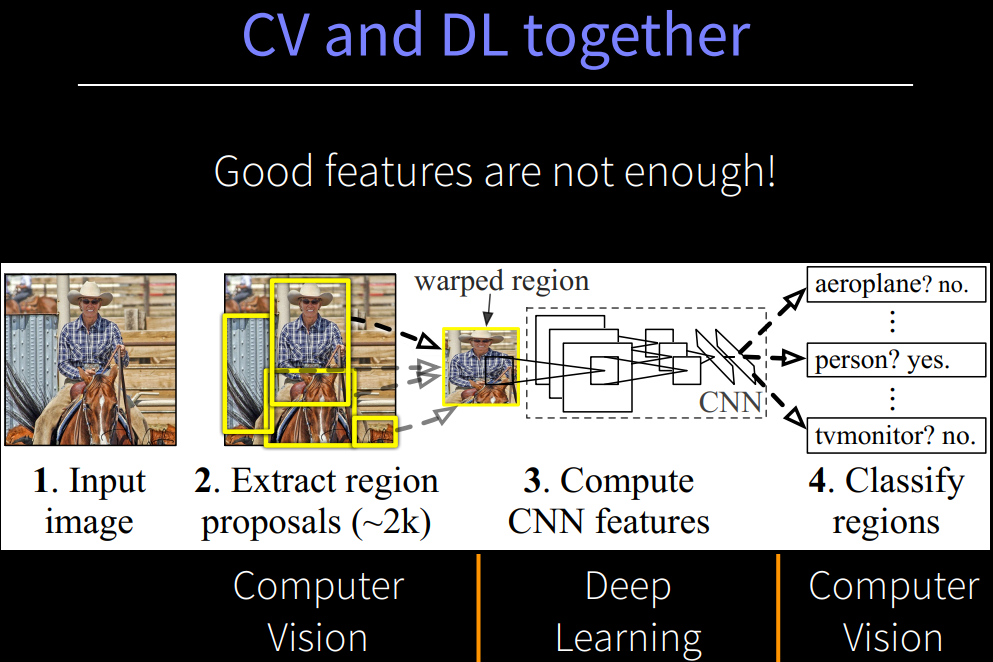 CV and DL together
Good features are not enough!
warped region
aeroplane? no.
⋮
person? yes.
⋮
tvmonitor? no.
CNN
1. Input
image
2. Extract region
proposals (~2k)
3. Compute
CNN features
4. Classify
regions
Computer
Vision
Deep
Learning
Computer
Vision